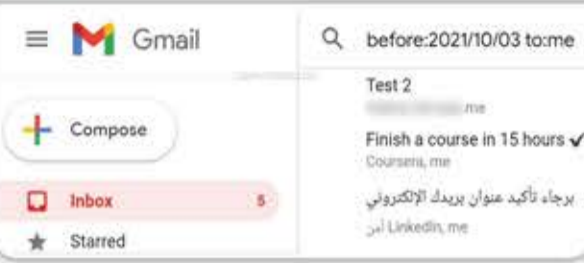 Gmail
before:2021/10/03 to:me
Compose
Test 2
me
Finish a course in 15 hours ✔
Coursera, me
Inbox 5
برجاء تأكيد عنوان بريدك الإلكتروني
أمن LinkedIn, me
Starred